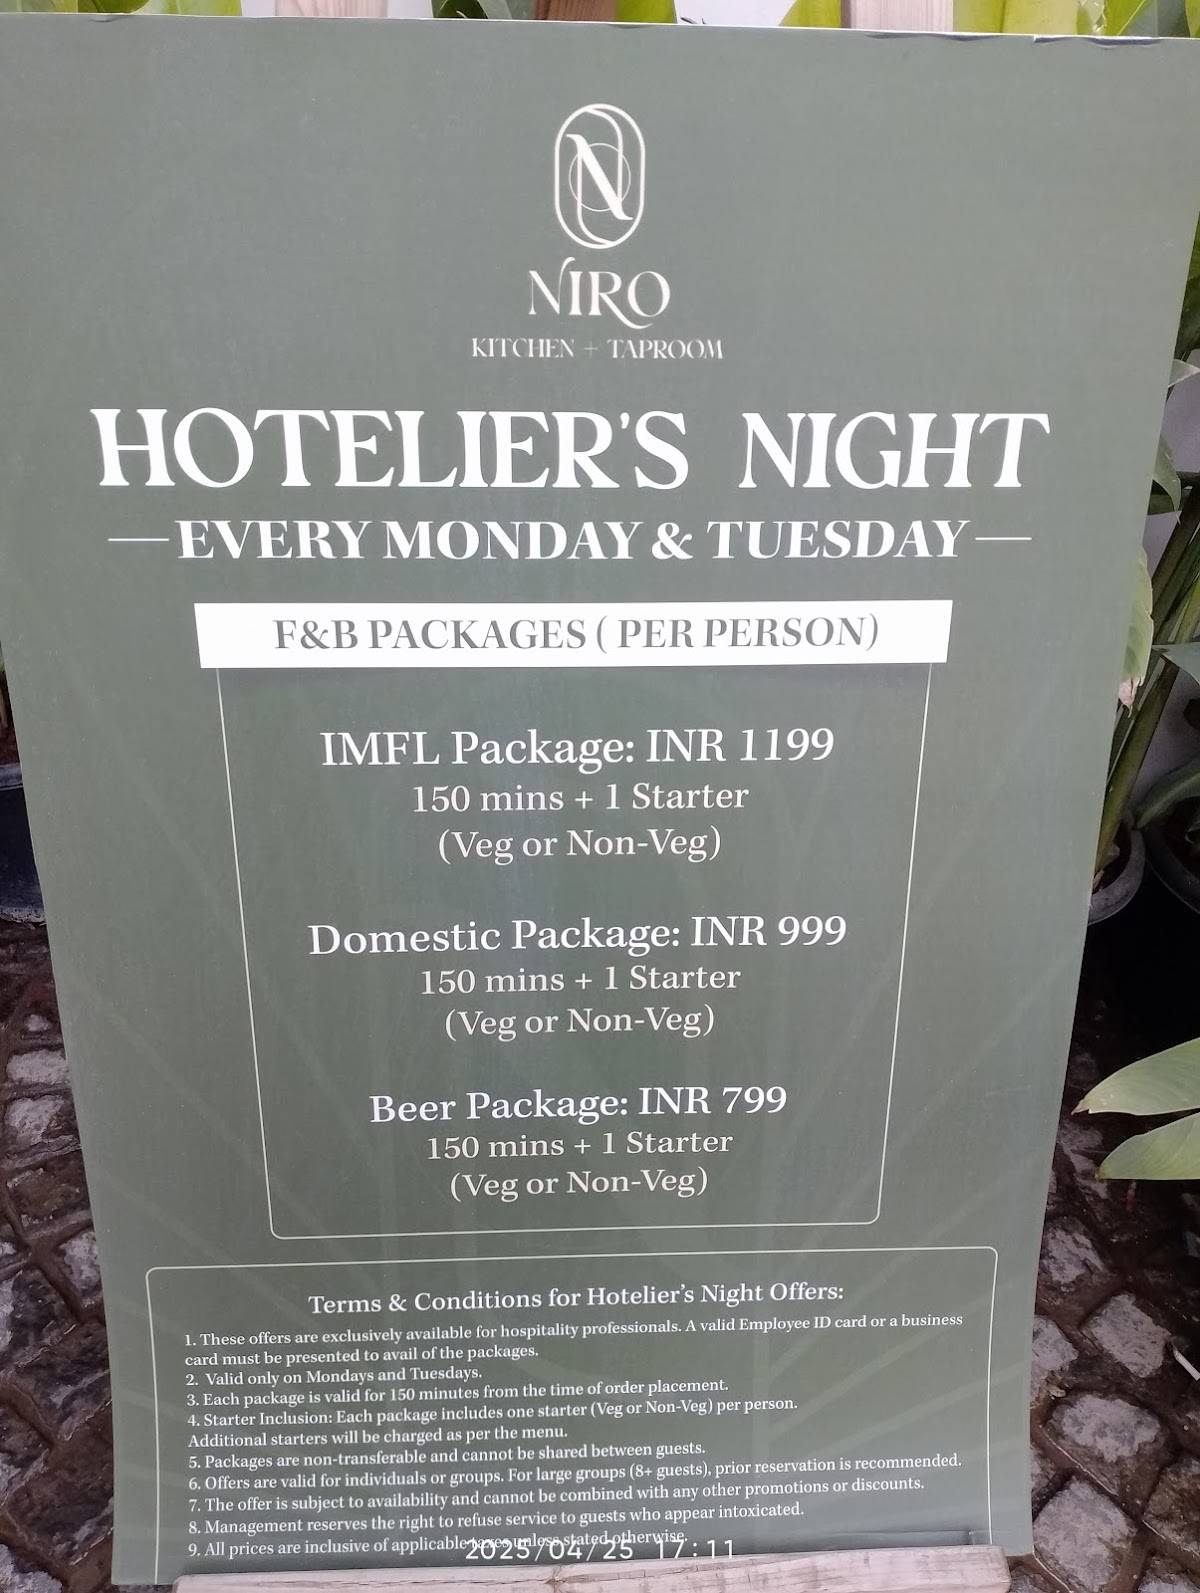 N
NIRO
KITCHEN + TAPROOM
HOTELIER'S NIGHT
EVERY MONDAY & TUESDAY
F&B PACKAGES ( PER PERSON)
IMFL Package: INR 1199
150 mins + 1 Starter
(Veg or Non-Veg)
Domestic Package: INR 999
150 mins + 1 Starter
(Veg or Non-Veg)
Beer Package: INR 799
150 mins + 1 Starter
(Veg or Non-Veg)
Terms & Conditions for Hotelier's Night Offers:
1. These offers are exclusively available for hospitality professionals. A valid Employee ID card or a business
card must be presented to avail of the packages.
2. Valid only on Mondays and Tuesdays.
3. Each package is valid for 150 minutes from the time of order placement.
4. Starter Inclusion: Each package includes one starter (Veg or Non-Veg) per person.
Additional starters will be charged as per the menu.
5. Packages are non-transferable and cannot be shared between guests.
6. Offers are valid for individuals or groups. For large groups (8+ guests), prior reservation is recommended.
7. The offer is subject to availability and cannot be combined with any other promotions or discounts.
8. Management reserves the right to refuse service to guests who appear intoxicated.
9. All prices are inclusive of applicable taxes unless stated otherwise.
2025/04/25 17:11